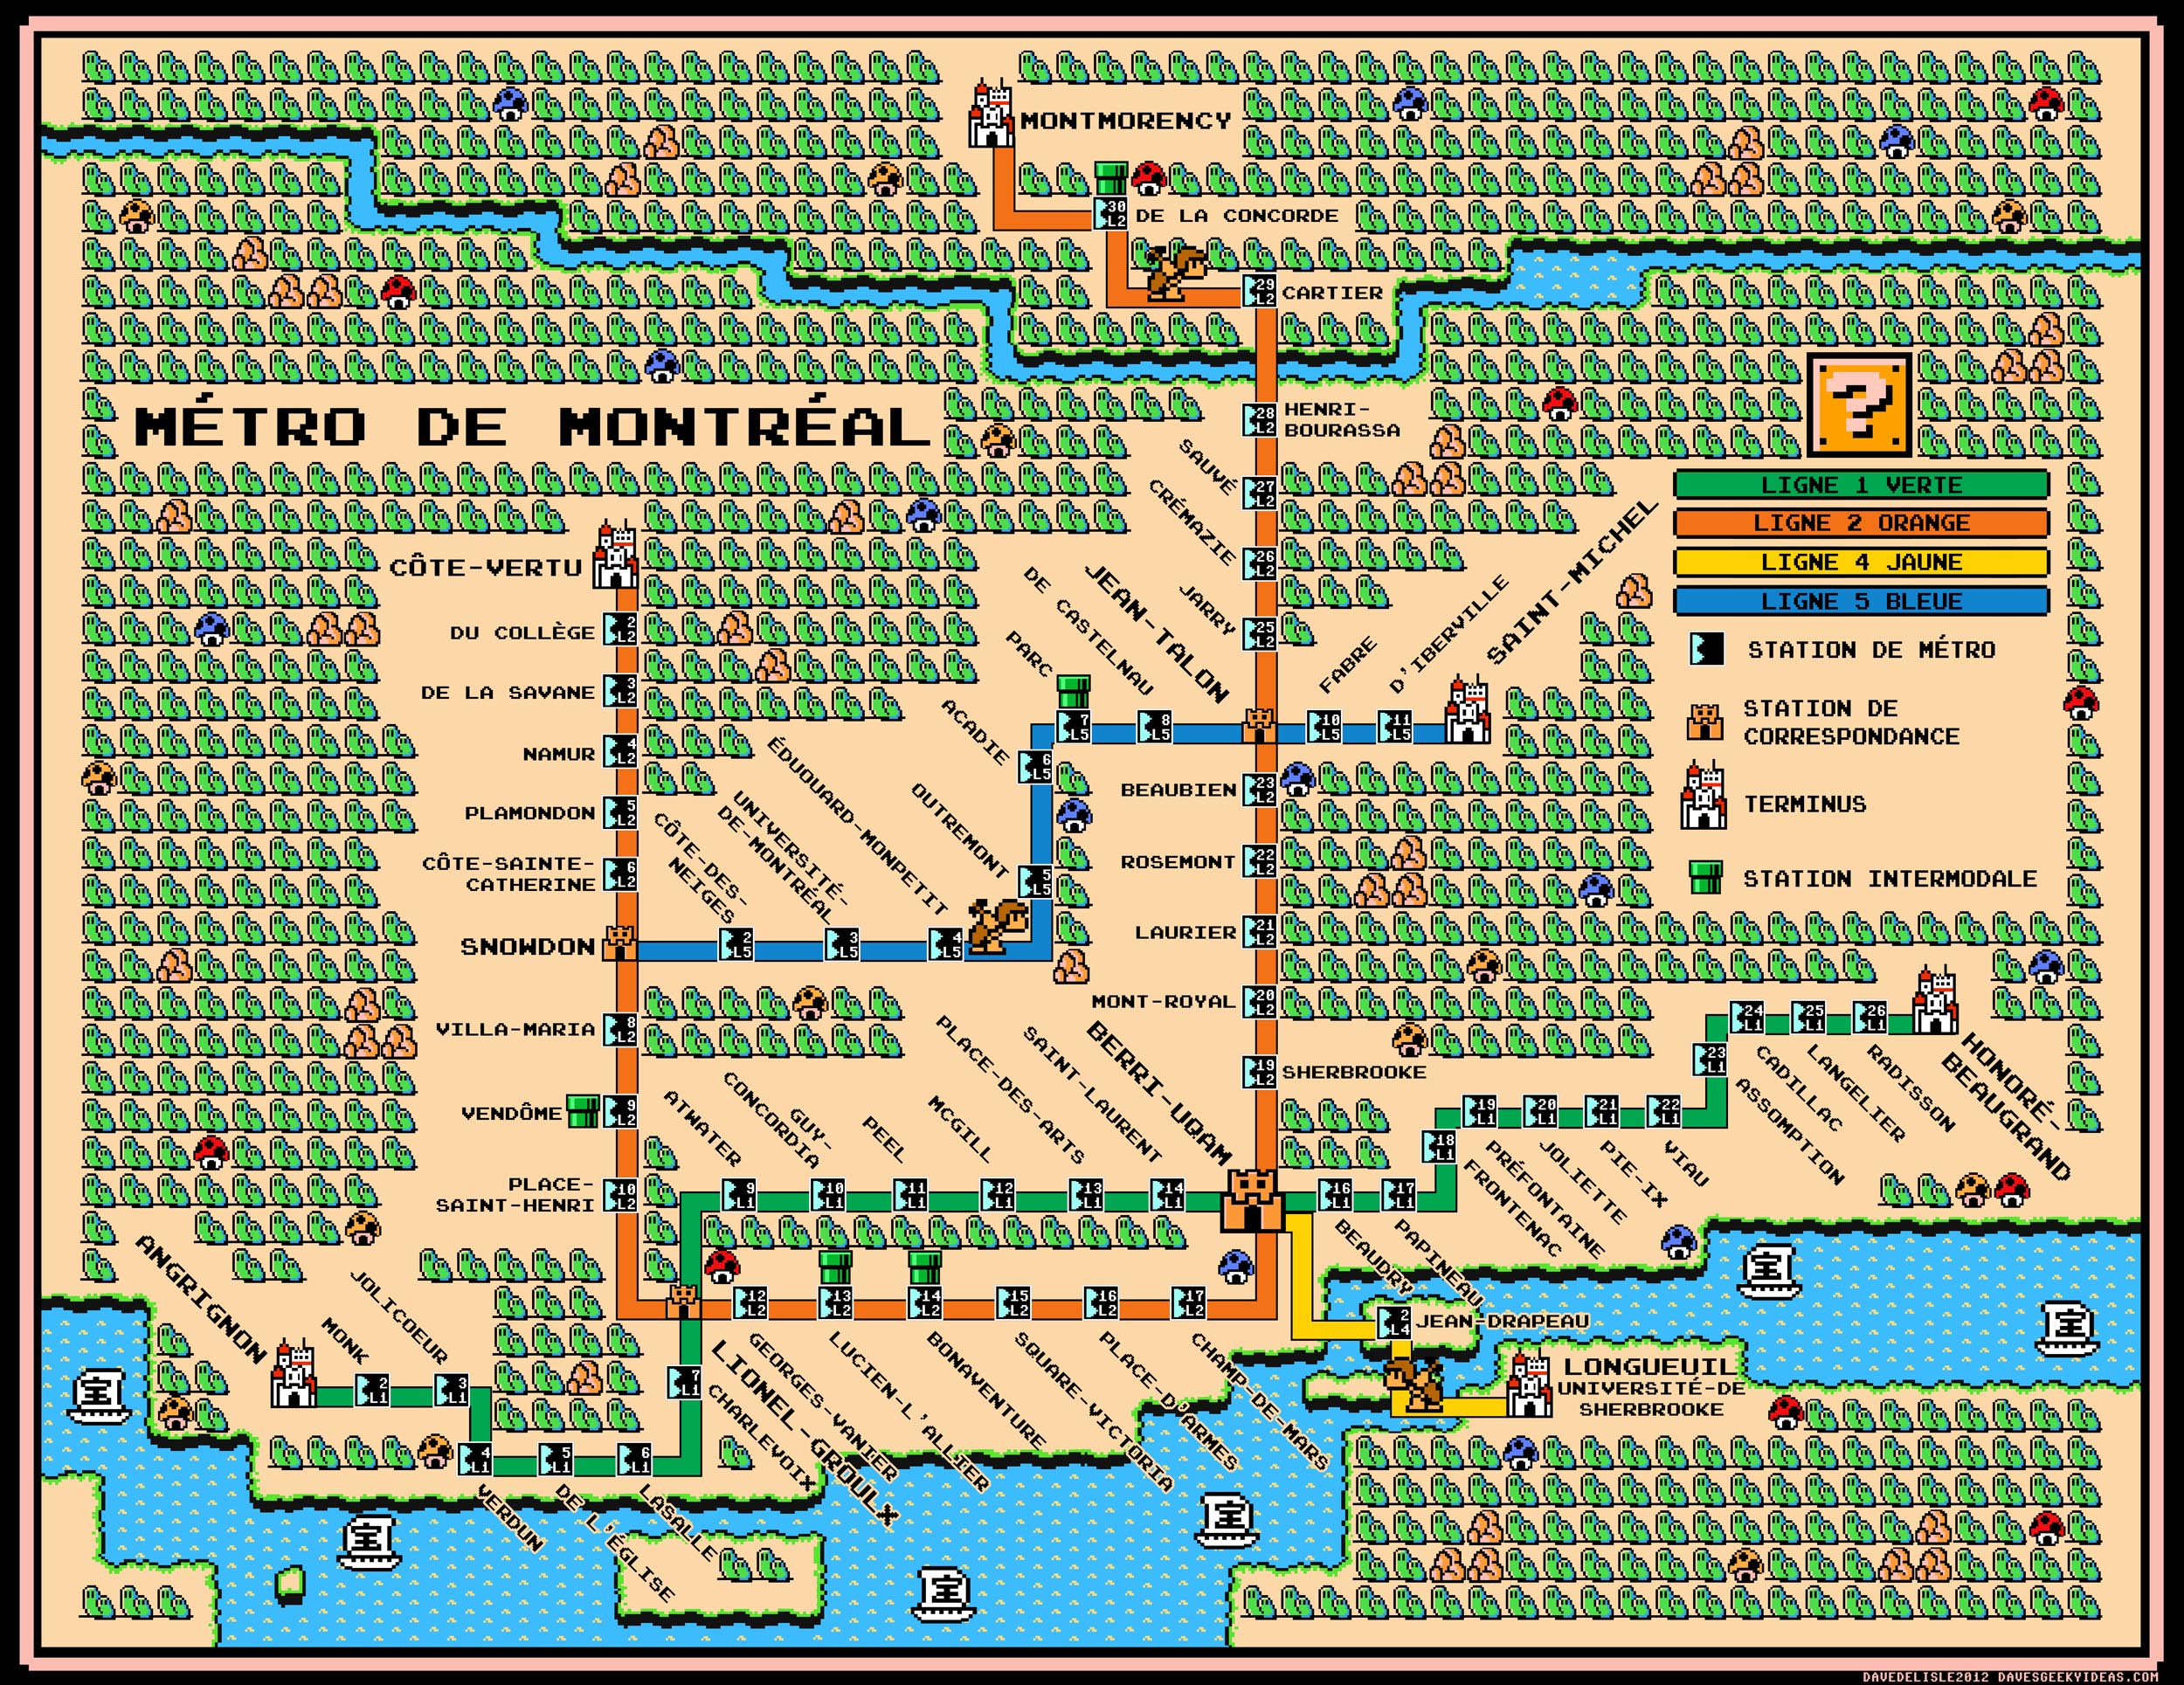 MONTMORENCY
30
L2
DE LA CONCORDE
29
L2
CARTIER
MÉTRO DE MONTRÉAL
28
L2
HENRI-
BOURASSA
SAUVÉ
27
L2
CRÉMAZIE
26
L2
JARRY
25
L2
LIGNE 1 VERTE
LIGNE 2 ORANGE
LIGNE 4 JAUNE
LIGNE 5 BLEUE
STATION DE MÉTRO
STATION DE
CORRESPONDANCE
TERMINUS
STATION INTERMODALE
CÔTE-VERTU
DU COLLÈGE
2
L2
DE LA SAVANE
3
L2
NAMUR
4
L2
PLAMONDON
5
L2
CÔTE-SAINTE-
CATHERINE
6
L2
SNOWDON
VILLA-MARIA
8
L2
VENDÔME
9
L2
PLACE-
SAINT-HENRI
10
L2
CÔTE-DES-
NEIGES
2
L5
UNIVERSITÉ-
DE-MONTRÉAL
3
L5
ÉDUOUARD-MONPETIT
4
L5
OUTREMONT
5
L5
ACADIE
6
L5
PARC
7
L5
DE CASTELNAU
8
L5
JEAN-TALON
FABRE
10
L5
D'IBERVILLE
11
L5
SAINT-MICHEL
BEAUBIEN
23
L2
ROSEMONT
22
L2
LAURIER
21
L2
MONT-ROYAL
20
L2
19
L2
SHERBROOKE
ATWATER
9
L1
GUY-
CONCORDIA
10
L1
PEEL
11
L1
MCGILL
12
L1
PLACE-DES-ARTS
13
L1
SAINT-LAURENT
14
L1
BERRI-UQAM
16
L1
BEAUDRY
17
L1
PAPINEAU
18
L1
FRONTENAC
19
L1
PRÉFONTAINE
20
L1
JOLIETTE
21
L1
PIE-IX
22
L1
VIAU
23
L1
ASSOMPTION
24
L1
CADILLAC
25
L1
LANGELIER
26
L1
RADISSON
HONORÉ-
BEAUGRAND
ANGRIGNON
MONK
2
L1
JOLICOEUR
3
L1
4
L1
VERDUN
5
L1
DE L'ÉGLISE
6
L1
LASALLE
7
L1
CHARLEVOIX
LIONEL-GROULX
12
L2
GEORGES-VANIER
13
L2
LUCIEN-L'ALLIER
14
L2
BONAVENTURE
15
L2
SQUARE-VICTORIA
16
L2
PLACE-D'ARMES
17
L2
CHAMP-DE-MARS
2
L4
JEAN-DRAPEAU
LONGUEUIL
UNIVERSITÉ-DE
SHERBROOKE
宝
宝
宝
宝
宝
宝
DAVEDELISLE2012 DAVESGEEKYIDEAS.COM